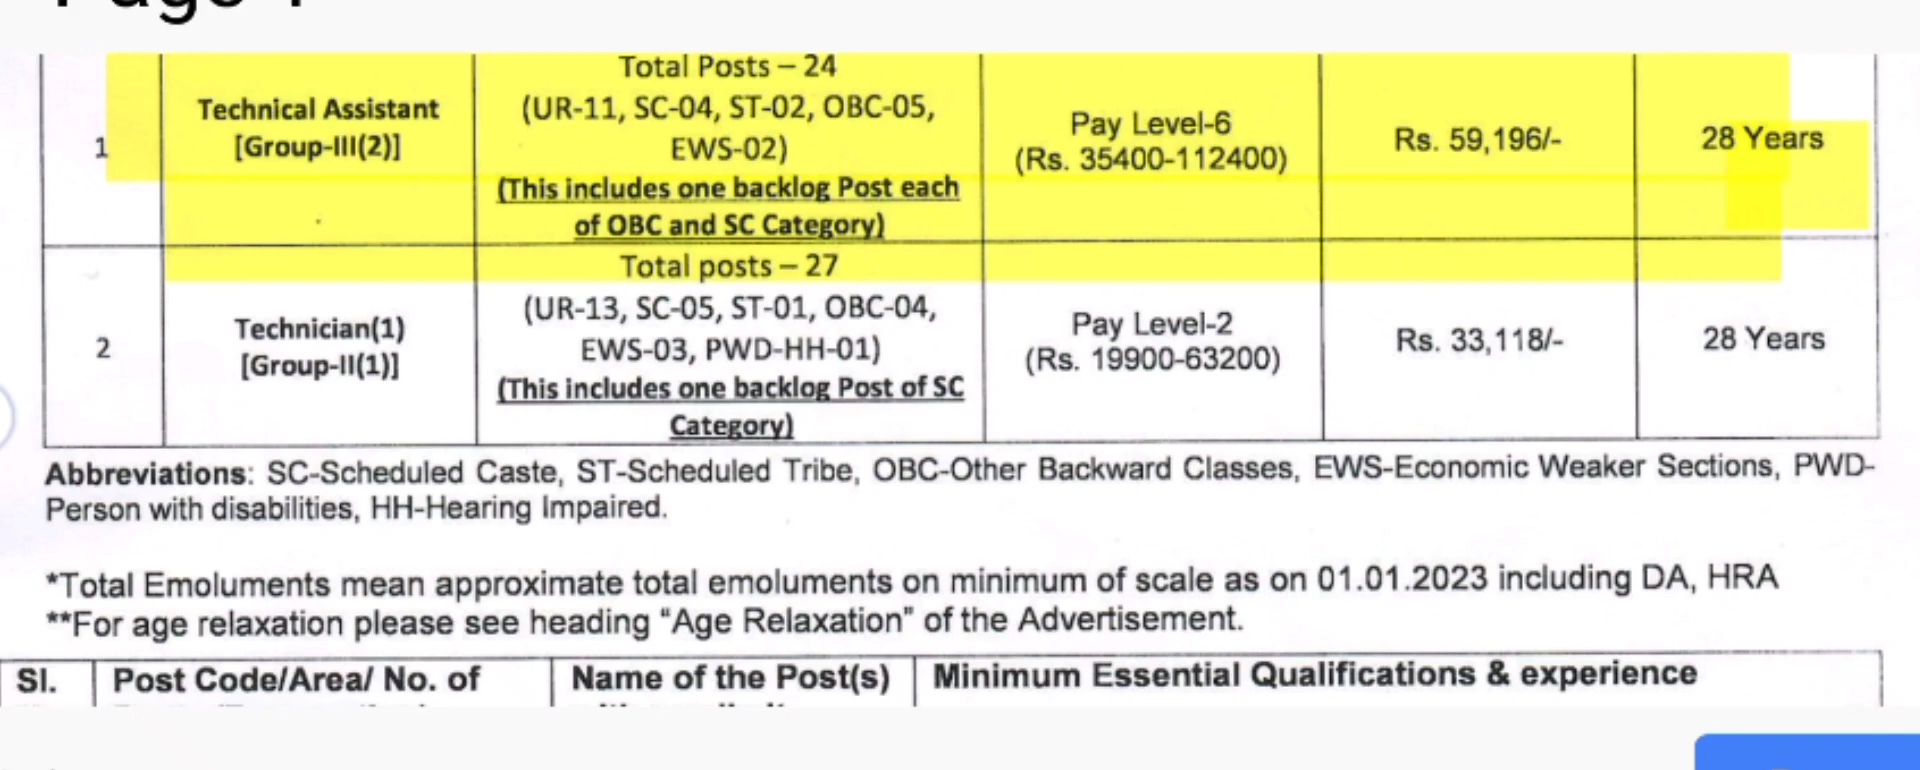 1
Technical Assistant
[Group-III(2)]
Total Posts – 24
(UR-11, SC-04, ST-02, OBC-05,
EWS-02)
(This includes one backlog Post each
of OBC and SC Category)
Pay Level-6
(Rs. 35400-112400)
Rs. 59,196/-
28 Years
2
Technician(1)
[Group-II(1)]
Total posts – 27
(UR-13, SC-05, ST-01, OBC-04,
EWS-03, PWD-HH-01)
(This includes one backlog Post of SC
Category)
Pay Level-2
(Rs. 19900-63200)
Rs. 33,118/-
28 Years
Abbreviations: SC-Scheduled Caste, ST-Scheduled Tribe, OBC-Other Backward Classes, EWS-Economic Weaker Sections, PWD-
Person with disabilities, HH-Hearing Impaired.
*Total Emoluments mean approximate total emoluments on minimum of scale as on 01.01.2023 including DA, HRA
**For age relaxation please see heading “Age Relaxation” of the Advertisement.
Sl.
Post Code/Area/ No. of
Name of the Post(s)
Minimum Essential Qualifications & experience